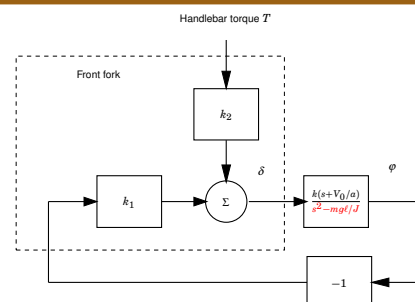 Handlebar torque T
Front fork
k₂
δ
φ
k₁
Σ
k(s+V₀/a)
s²−mgℓ/J
−1